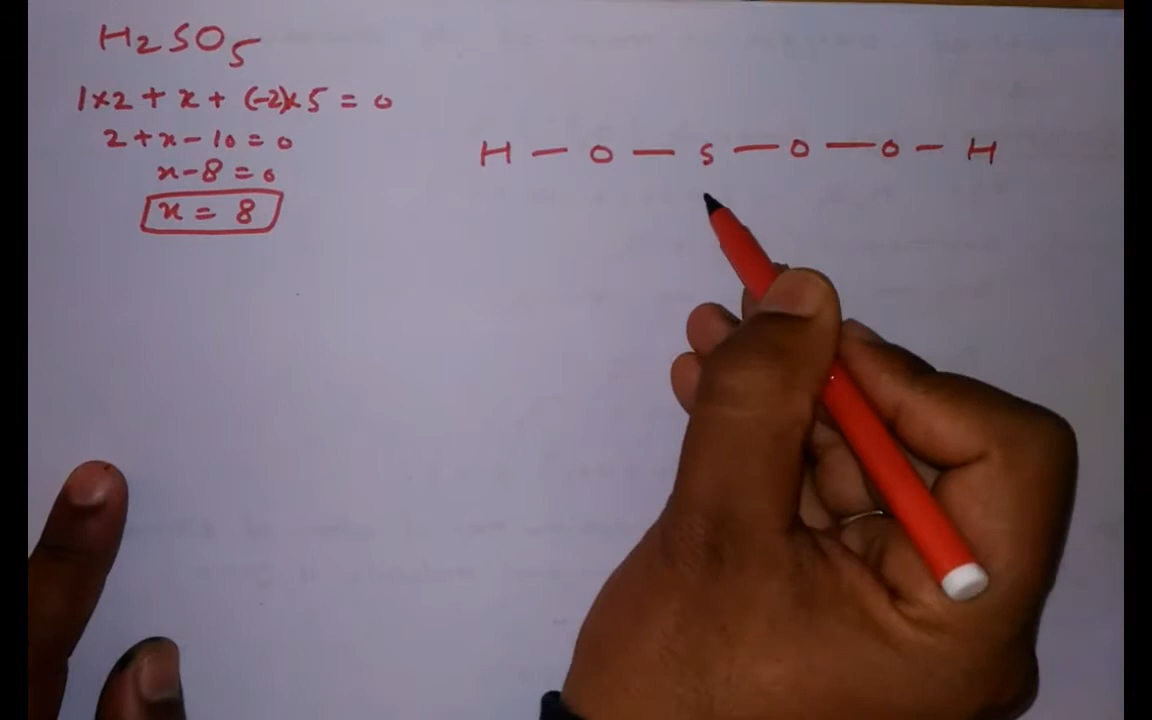 H2SO5
1×2 + x + (-2)×5 = 0
2 + x - 10 = 0
x - 8 = 0
x = 8
H — O — S — O — O — H